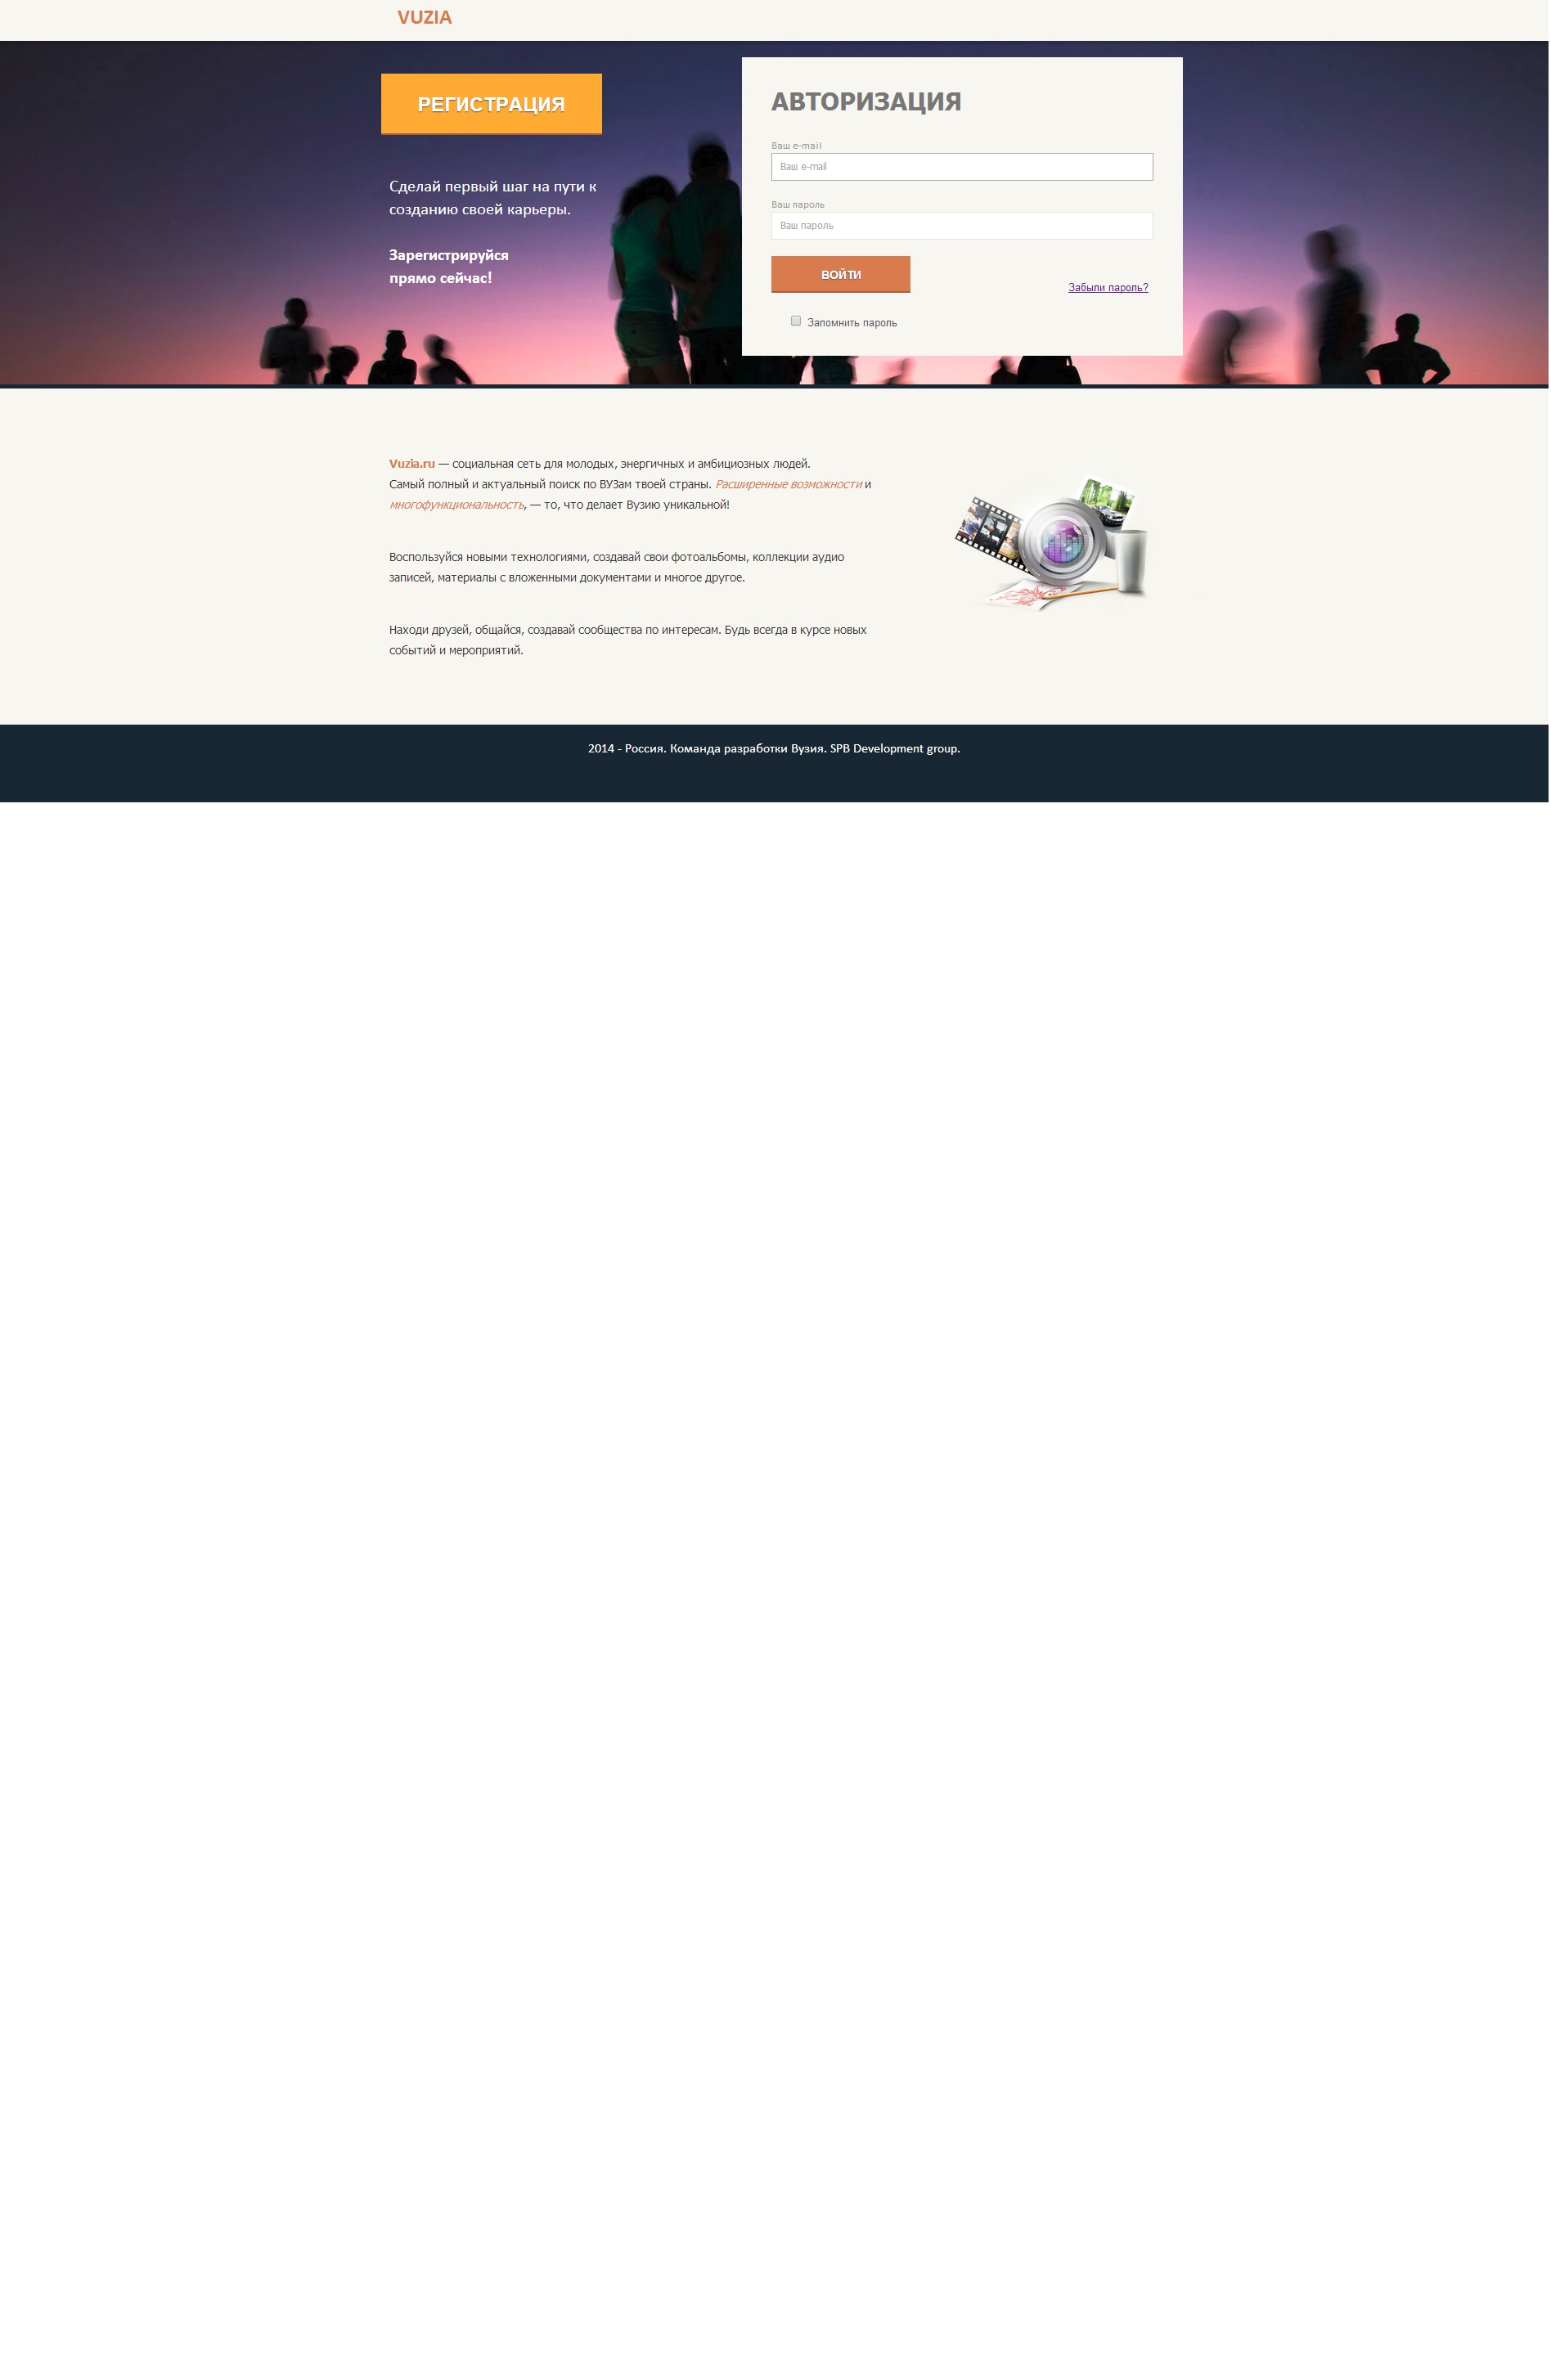 VUZIA
РЕГИСТРАЦИЯ
Сделай первый шаг на пути к
созданию своей карьеры.
Зарегистрируйся
прямо сейчас!
АВТОРИЗАЦИЯ
Ваш e-mail
Ваш e-mail
Ваш пароль
Ваш пароль
ВОЙТИ
Забыли пароль?
Запомнить пароль
Vuzia.ru — социальная сеть для молодых, энергичных и амбициозных людей.
Самый полный и актуальный поиск по ВУЗам твоей страны. Расширенные возможности и
многофункциональность, — то, что делает Вузию уникальной!
Воспользуйся новыми технологиями, создавай свои фотоальбомы, коллекции аудио
записей, материалы с вложенными документами и многое другое.
Находи друзей, общайся, создавай сообщества по интересам. Будь всегда в курсе новых
событий и мероприятий.
2014 - Россия. Команда разработки Вузия. SPB Development group.